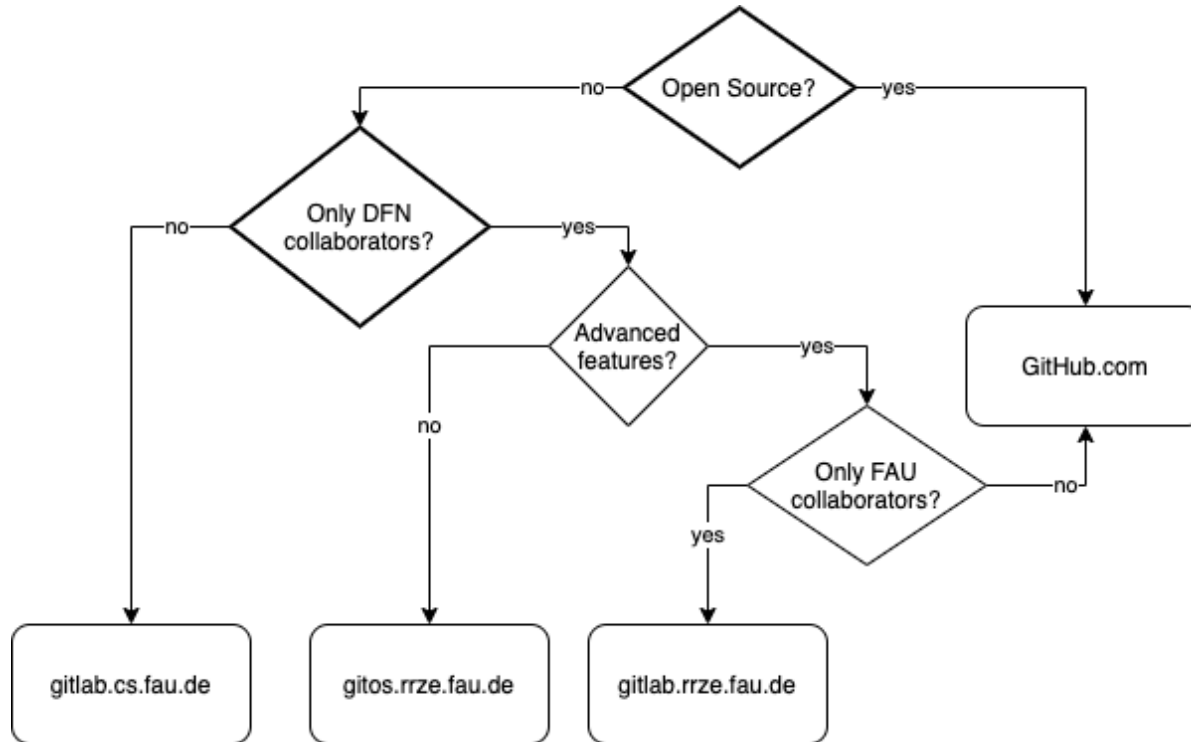 Open Source?
no
yes
Only DFN
collaborators?
no
yes
Advanced
features?
yes
no
GitHub.com
Only FAU
collaborators?
no
yes
gitlab.cs.fau.de
gitos.rrze.fau.de
gitlab.rrze.fau.de